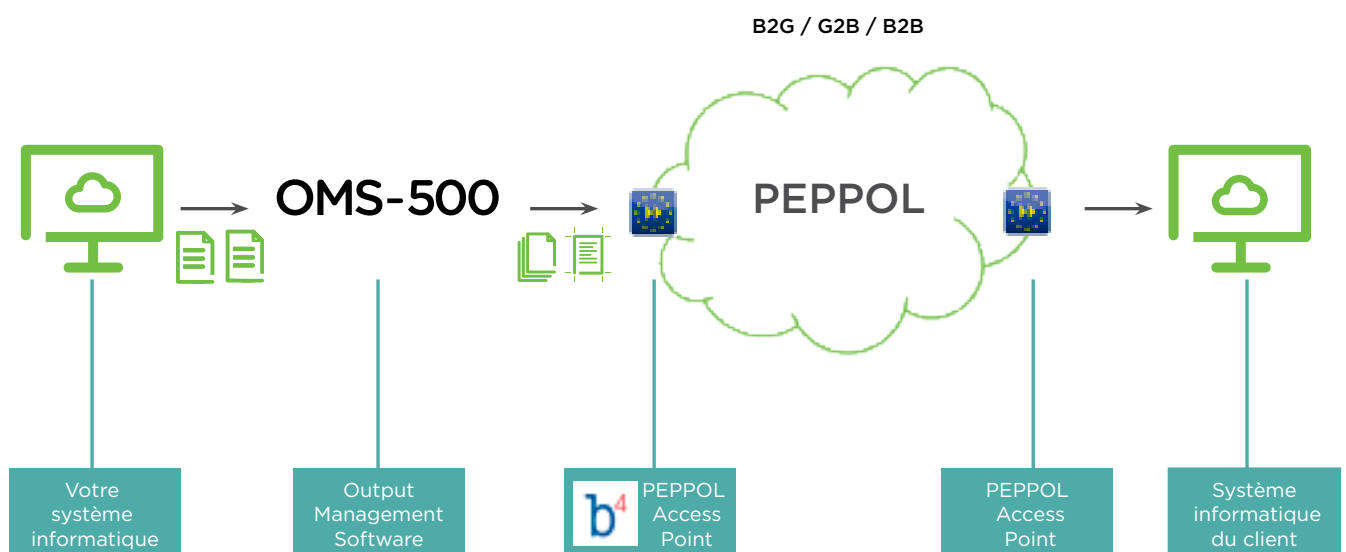 B2G / G2B / B2B
OMS-500
PEPPOL
Votre
système
informatique
Output
Management
Software
b4
PEPPOL
Access
Point
PEPPOL
Access
Point
Système
informatique
du client